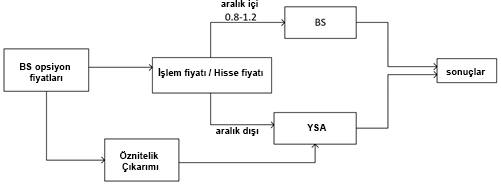 aralık içi
0.8-1.2
BS
BS opsiyon
fiyatları
İşlem fiyatı / Hisse fiyatı
sonuçlar
aralık dışı
YSA
Öznitelik
Çıkarımı